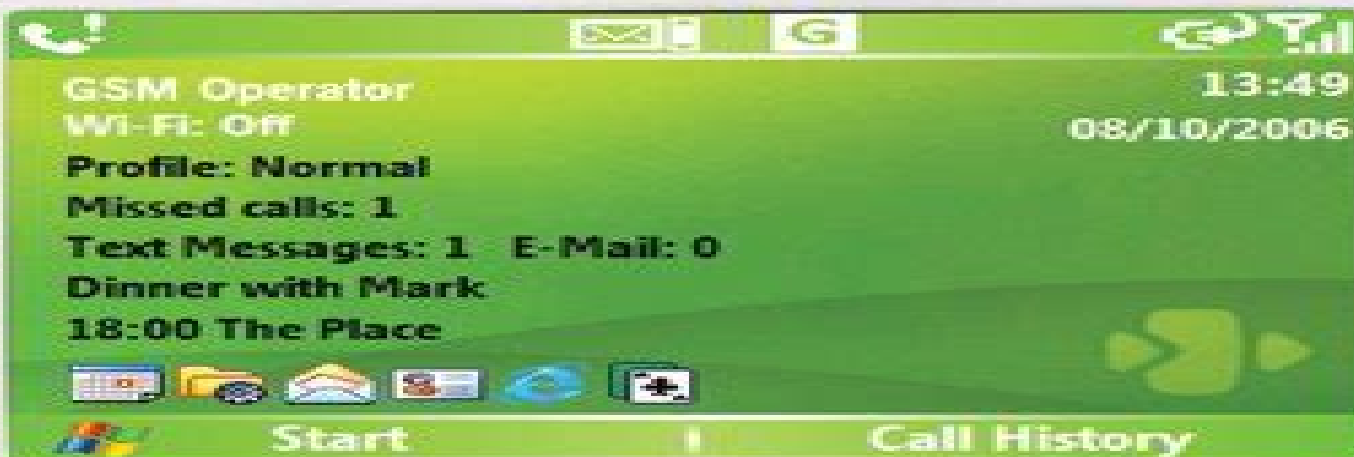 G
GSM Operator
13:49
Wi-Fi: Off
08/10/2006
Profile: Normal
Missed calls: 1
Text Messages: 1 E-Mail: 0
Dinner with Mark
18:00 The Place
Start
Call History